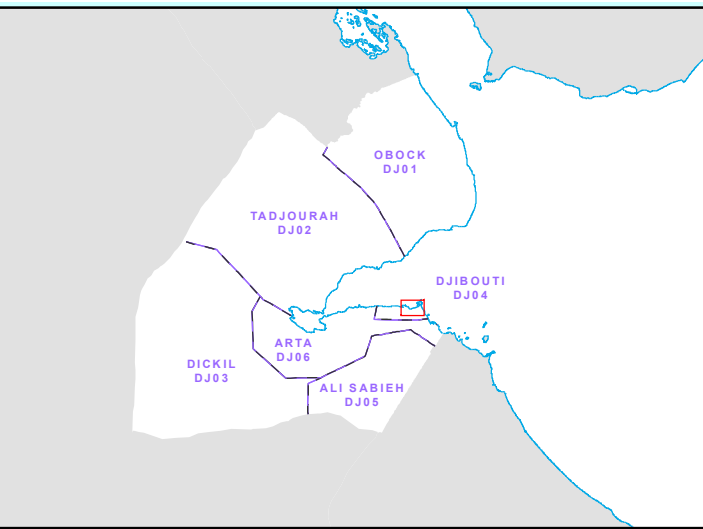 OBOCK
DJ01
TADJOURAH
DJ02
DJIBOUTI
DJ04
ARTA
DJ06
DICKIL
DJ03
ALI SABIEH
DJ05